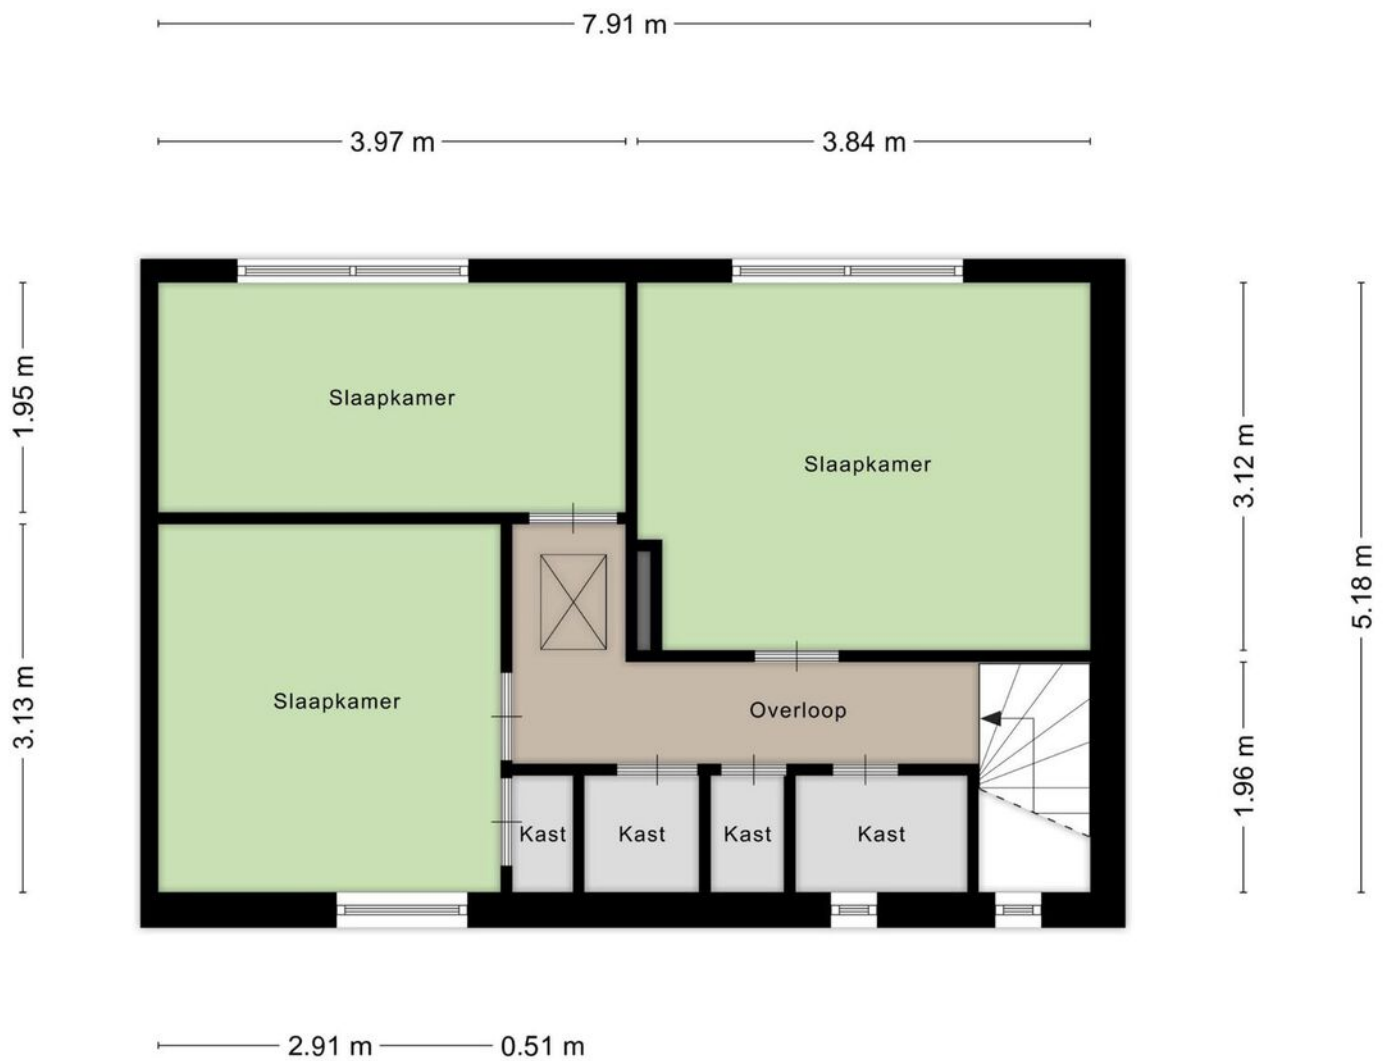 7.91 m
3.97 m
3.84 m
1.95 m
Slaapkamer
Slaapkamer
3.12 m
5.18 m
3.13 m
Slaapkamer
Overloop
1.96 m
Kast
Kast
Kast
Kast
2.91 m
0.51 m